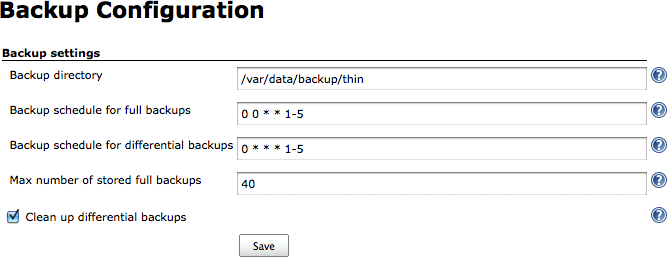 Backup Configuration
Backup settings
Backup directory /var/data/backup/thin ?
Backup schedule for full backups 0 0 * * 1-5 ?
Backup schedule for differential backups 0 * * * 1-5 ?
Max number of stored full backups 40 ?
Clean up differential backups ?
Save